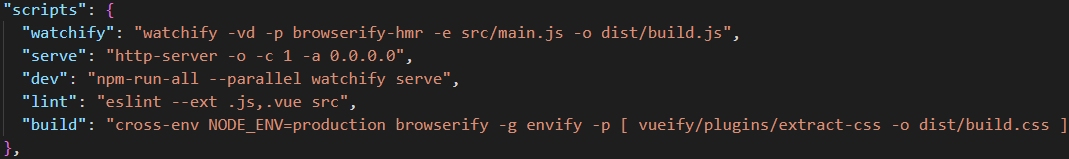 "scripts": {
"watchify": "watchify -vd -p browserify-hmr -e src/main.js -o dist/build.js",
"serve": "http-server -o -c 1 -a 0.0.0.0",
"dev": "npm-run-all --parallel watchify serve",
"lint": "eslint --ext .js,.vue src",
"build": "cross-env NODE_ENV=production browserify -g envify -p [ vueify/plugins/extract-css -o dist/build.css ]
},